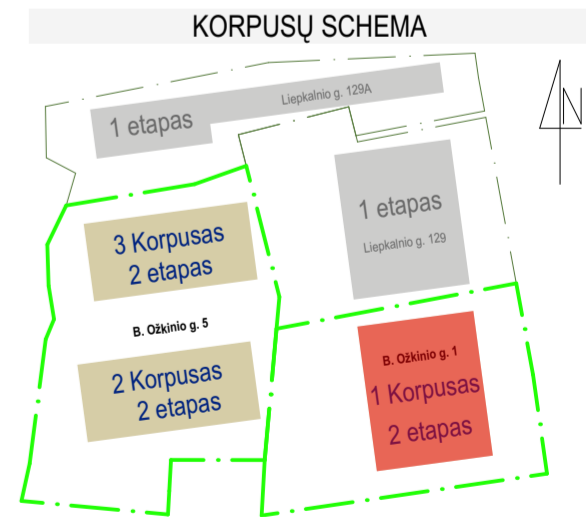 KORPUSŲ SCHEMA
Liepkalnio g. 129A
1 etapas
N
1 etapas
Liepkalnio g. 129
3 Korpusas
2 etapas
B. Ožkinio g. 5
2 Korpusas
2 etapas
B. Ožkinio g. 1
1 Korpusas
2 etapas